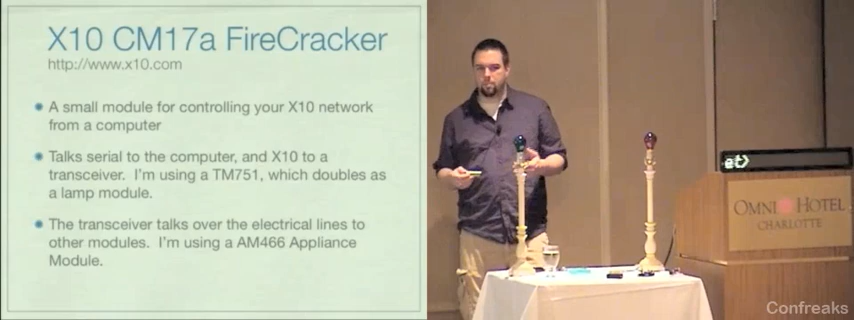 X10 CM17a FireCracker
http://www.x10.com
A small module for controlling your X10 network
from a computer
Talks serial to the computer, and X10 to a
transceiver. I'm using a TM751, which doubles as
a lamp module.
The transceiver talks over the electrical lines to
other modules. I'm using a AM466 Appliance
Module.
et>
OMNI HOTEL
CHARLOTTE
Confreaks